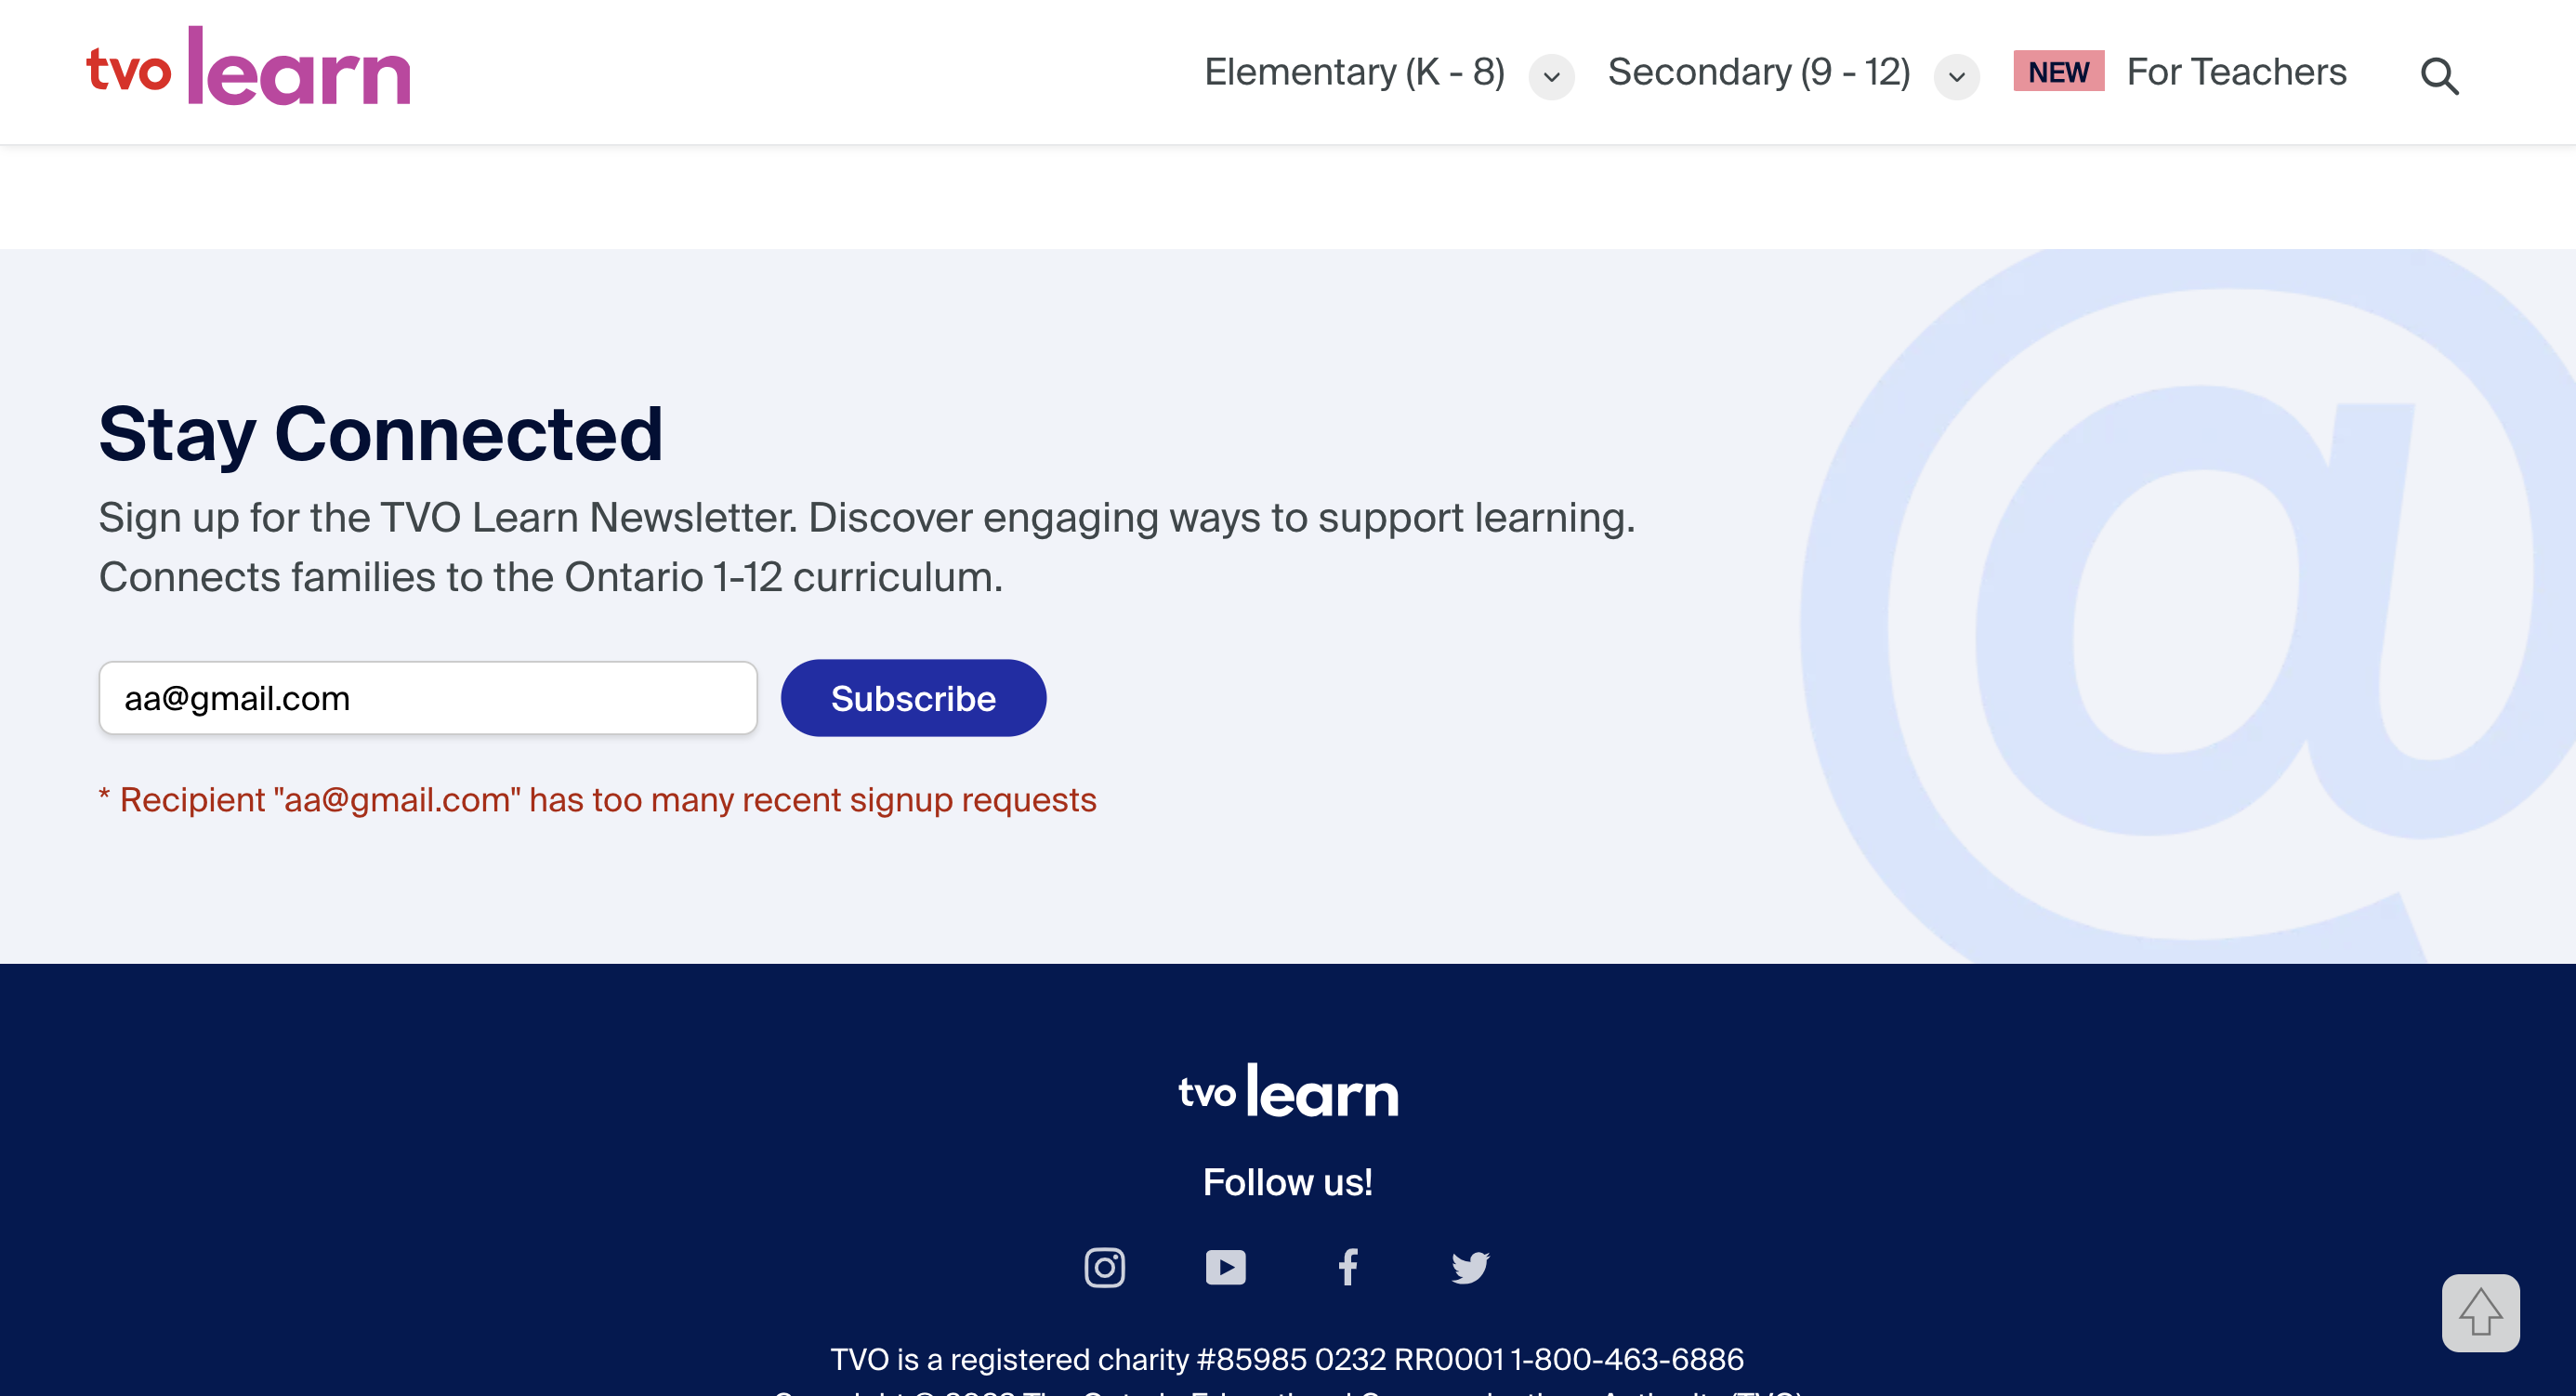 tvo learn
Elementary (K - 8) Secondary (9 - 12) NEW For Teachers
Stay Connected
Sign up for the TVO Learn Newsletter. Discover engaging ways to support learning.
Connects families to the Ontario 1-12 curriculum.
aa@gmail.com Subscribe
* Recipient "aa@gmail.com" has too many recent signup requests
tvo learn
Follow us!
TVO is a registered charity #85985 0232 RR0001 1-800-463-6886